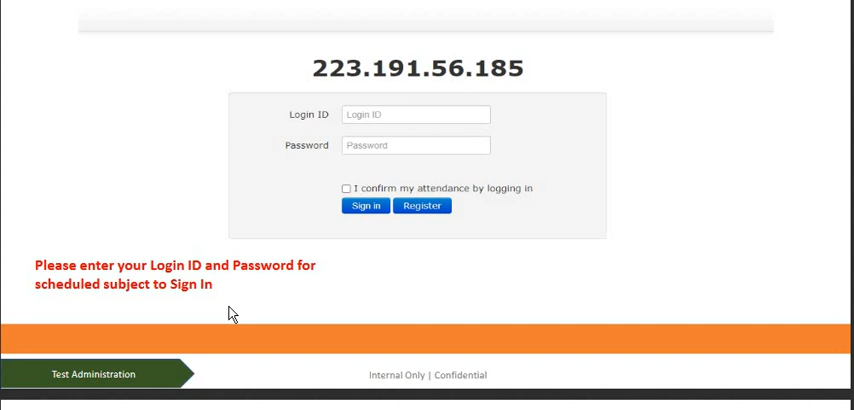 223.191.56.185
Login ID Login ID
Password Password
I confirm my attendance by logging in
Sign in Register
Please enter your Login ID and Password for
scheduled subject to Sign In
Test Administration
Internal Only | Confidential